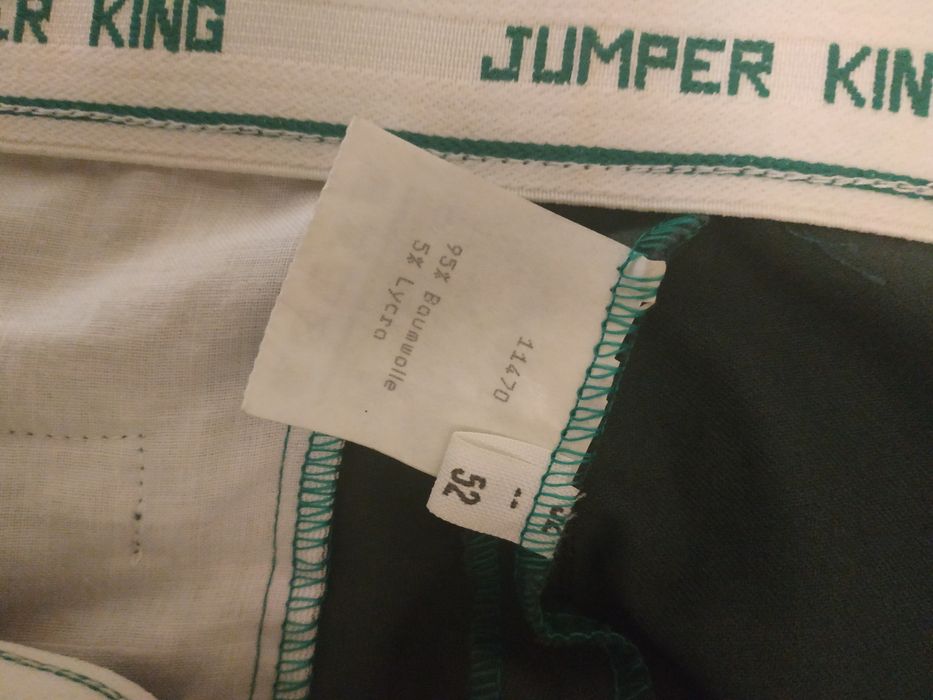 ER KING
JUMPER KIN
95% Baumwolle
5% Lycra
11470
52